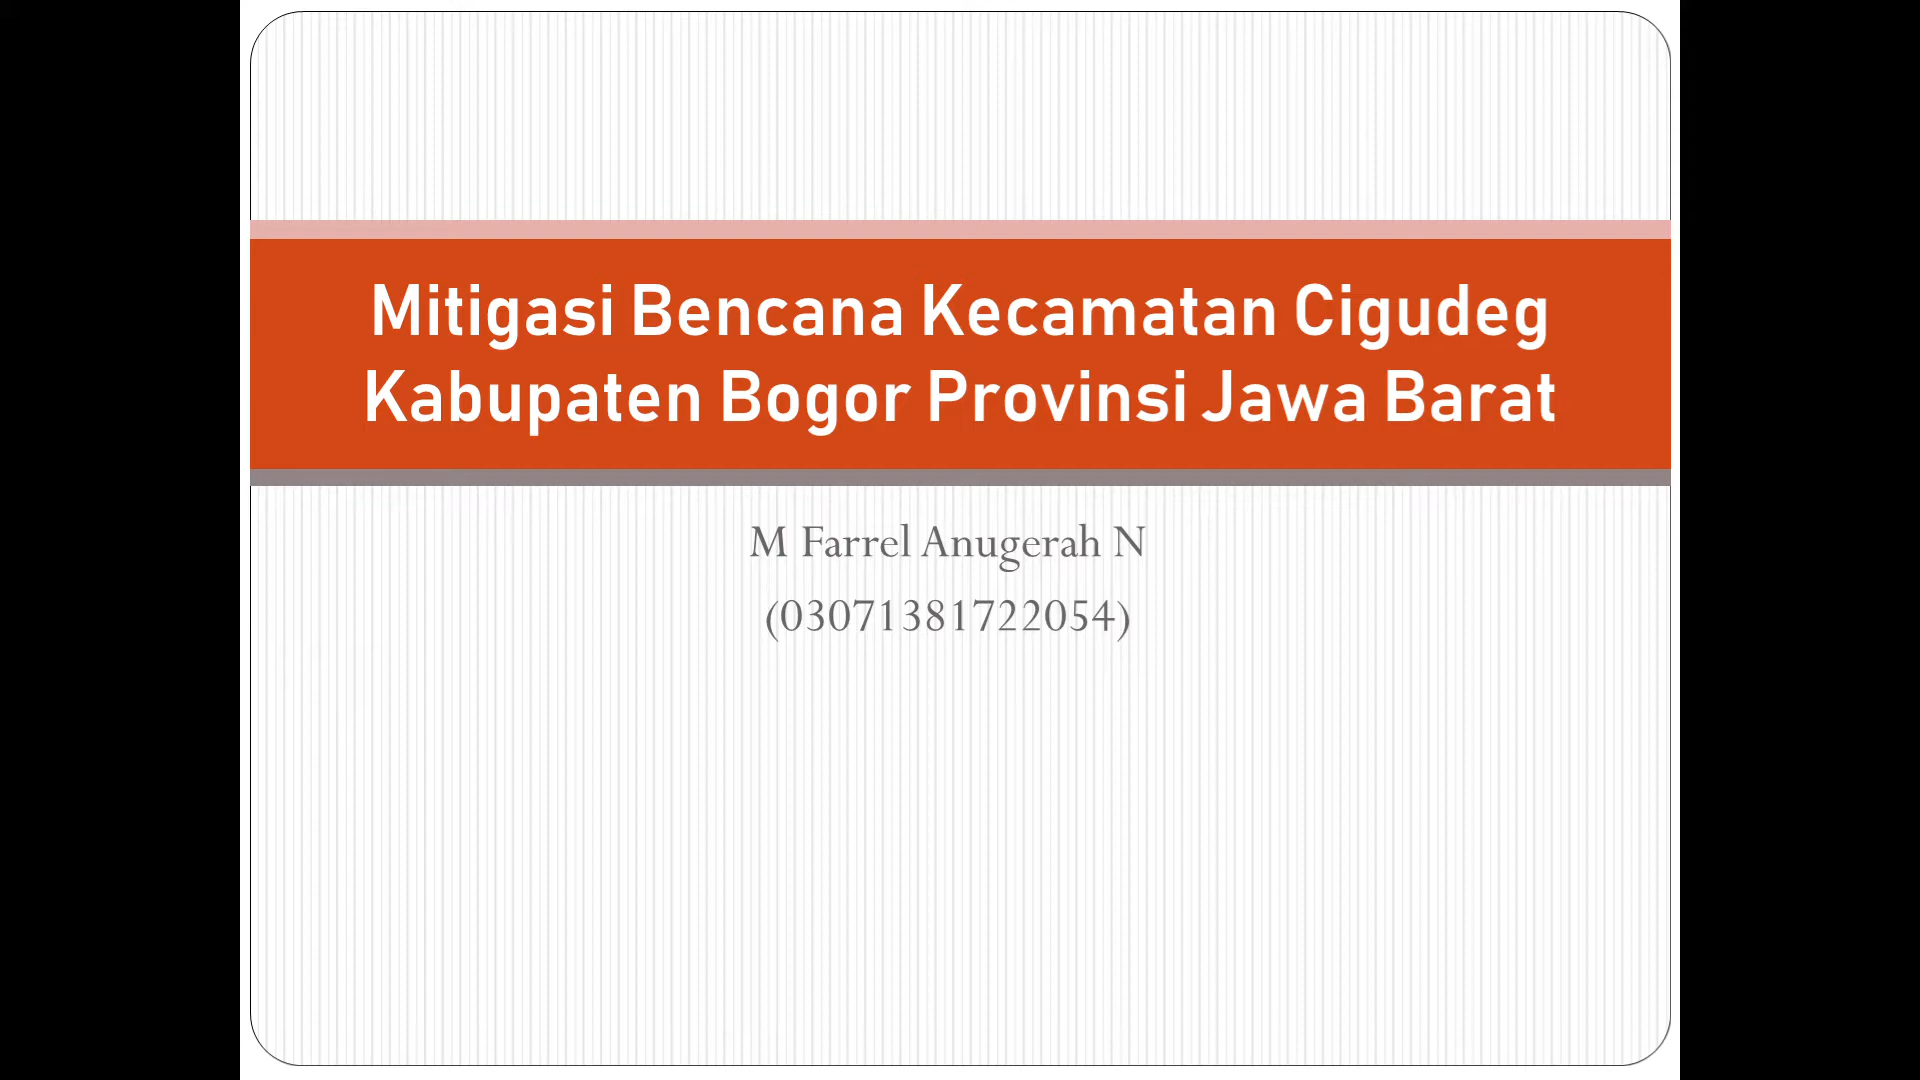 Mitigasi Bencana Kecamatan Cigudeg
Kabupaten Bogor Provinsi Jawa Barat
M Farrel Anugerah N
(03071381722054)